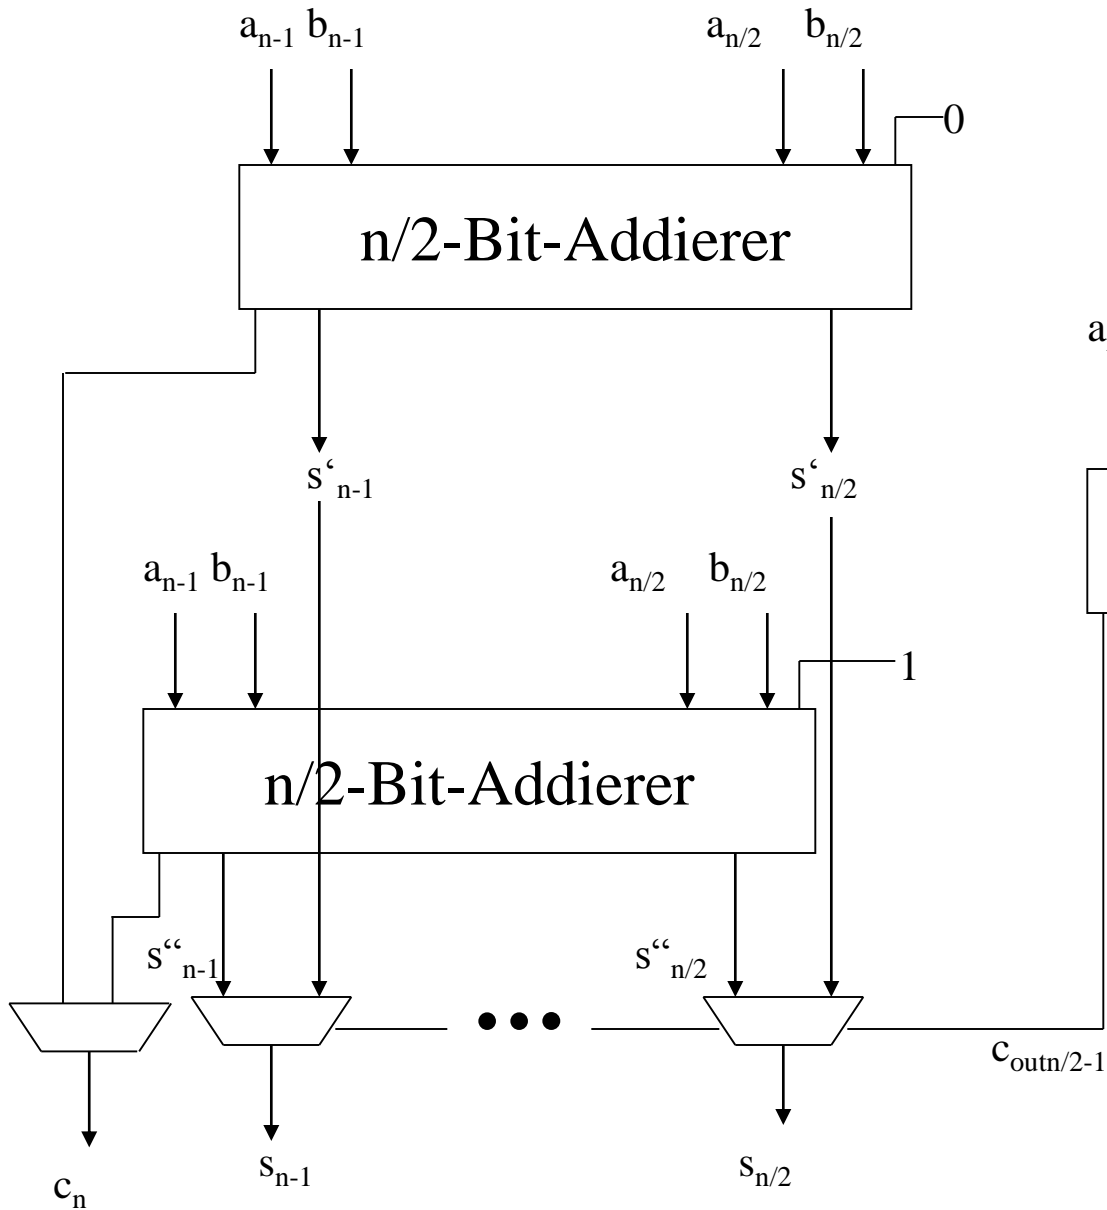 a_{n-1} b_{n-1} a_{n/2} b_{n/2}
0
n/2-Bit-Addierer
a
s‘_{n-1} s‘_{n/2}
a_{n-1} b_{n-1} a_{n/2} b_{n/2}
1
n/2-Bit-Addierer
s“_{n-1} s“_{n/2}
c_{outn/2-1}
s_{n-1} s_{n/2}
c_n